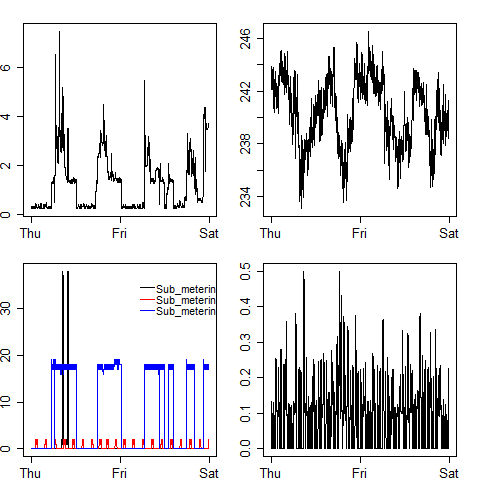 0 2 4 6
Thu Fri Sat
234 238 242 246
Thu Fri Sat
0 10 20 30
Sub_meterin
Sub_meterin
Sub_meterin
Thu Fri Sat
0.0 0.1 0.2 0.3 0.4 0.5
Thu Fri Sat